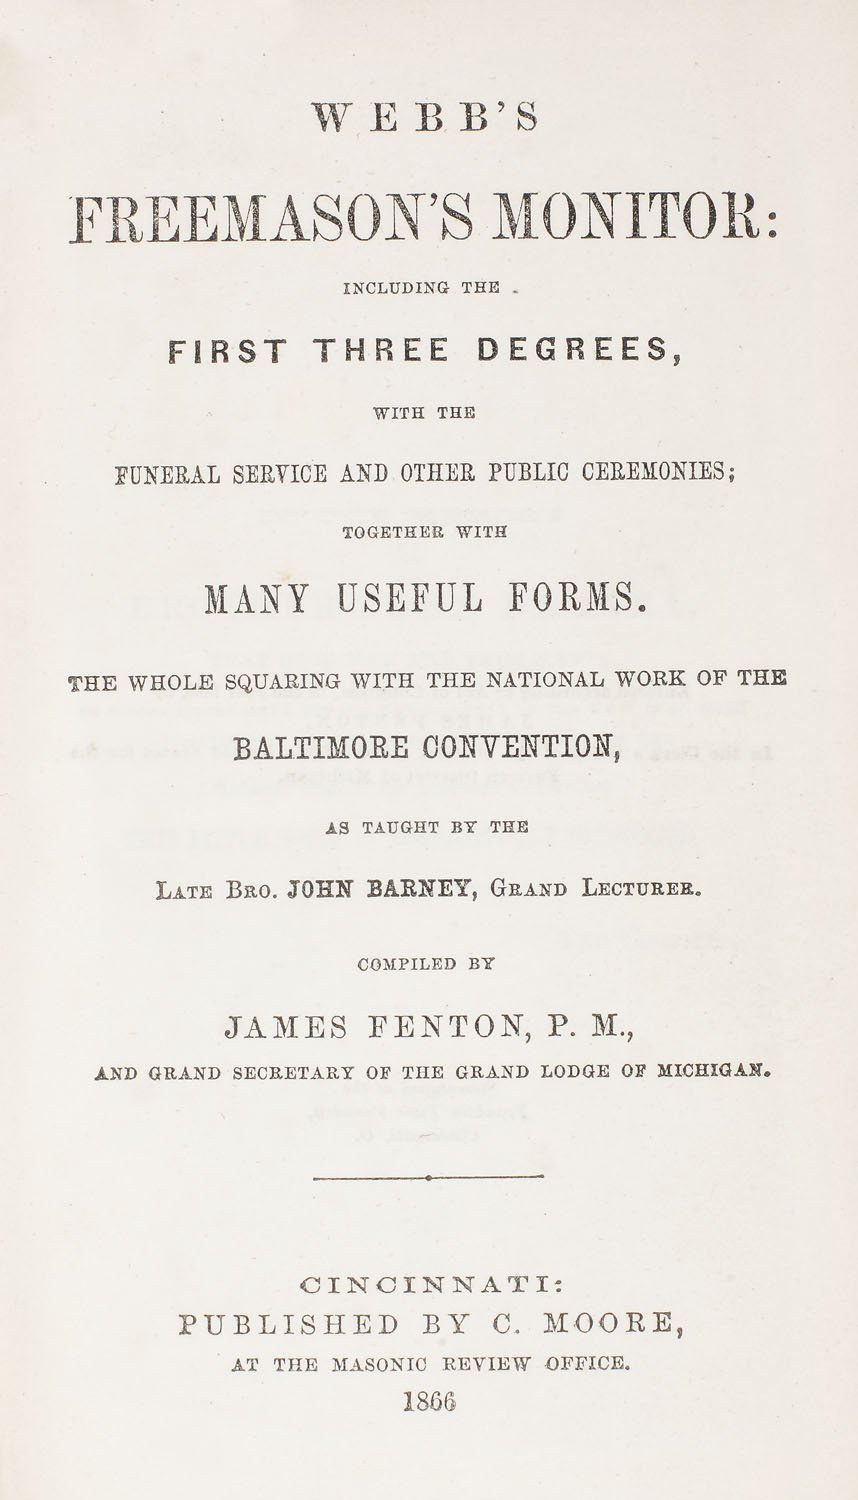 WEBB'S
FREEMASON'S MONITOR:
INCLUDING THE
FIRST THREE DEGREES,
WITH THE
FUNERAL SERVICE AND OTHER PUBLIC CEREMONIES;
TOGETHER WITH
MANY USEFUL FORMS.
THE WHOLE SQUARING WITH THE NATIONAL WORK OF THE
BALTIMORE CONVENTION,
AS TAUGHT BY THE
LATE BRO. JOHN BARNEY, GRAND LECTURER.
COMPILED BY
JAMES FENTON, P. M.,
AND GRAND SECRETARY OF THE GRAND LODGE OF MICHIGAN.
CINCINNATI:
PUBLISHED BY C. MOORE,
AT THE MASONIC REVIEW OFFICE.
1866